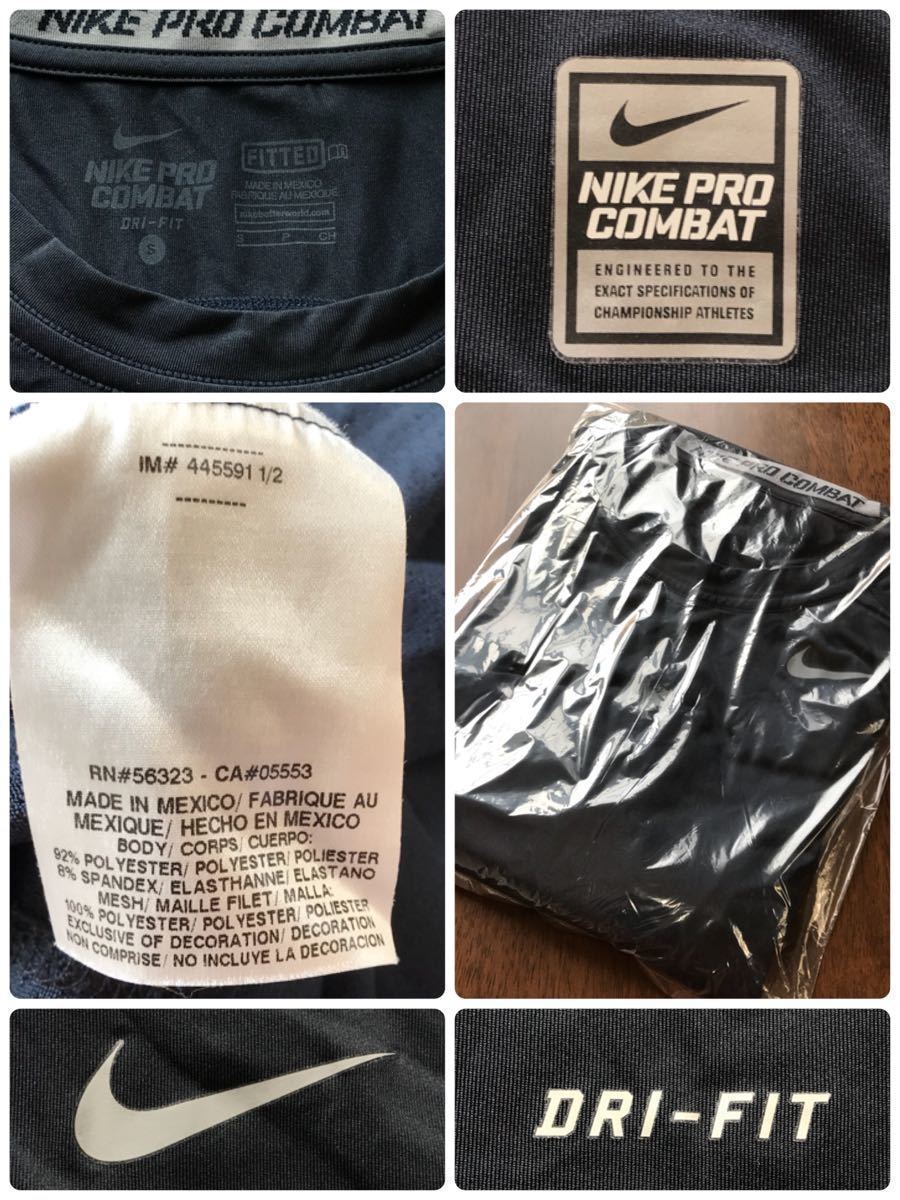 NIKE PRO COMBAT
NIKE PRO
COMBAT
DRI-FIT
S
FITTED
MADE IN MEXICO
FABRIQUE AU MEXIQUE
nikebetterworld.com
S P CH
NIKE PRO
COMBAT
ENGINEERED TO THE
EXACT SPECIFICATIONS OF
CHAMPIONSHIP ATHLETES
IM# 445591 1/2
RN#56323 - CA#05553
MADE IN MEXICO/ FABRIQUE AU
MEXIQUE/ HECHO EN MEXICO
BODY/ CORPS/ CUERPO:
92% POLYESTER/ POLYESTER/ POLIESTER
8% SPANDEX/ ELASTHANNE/ ELASTANO
MESH/ MAILLE FILET/ MALLA:
100% POLYESTER/ POLYESTER/ POLIESTER
EXCLUSIVE OF DECORATION/ DECORATION
NON COMPRISE/ NO INCLUYE LA DECORACION
NIKE PRO COMBAT
DRI-FIT